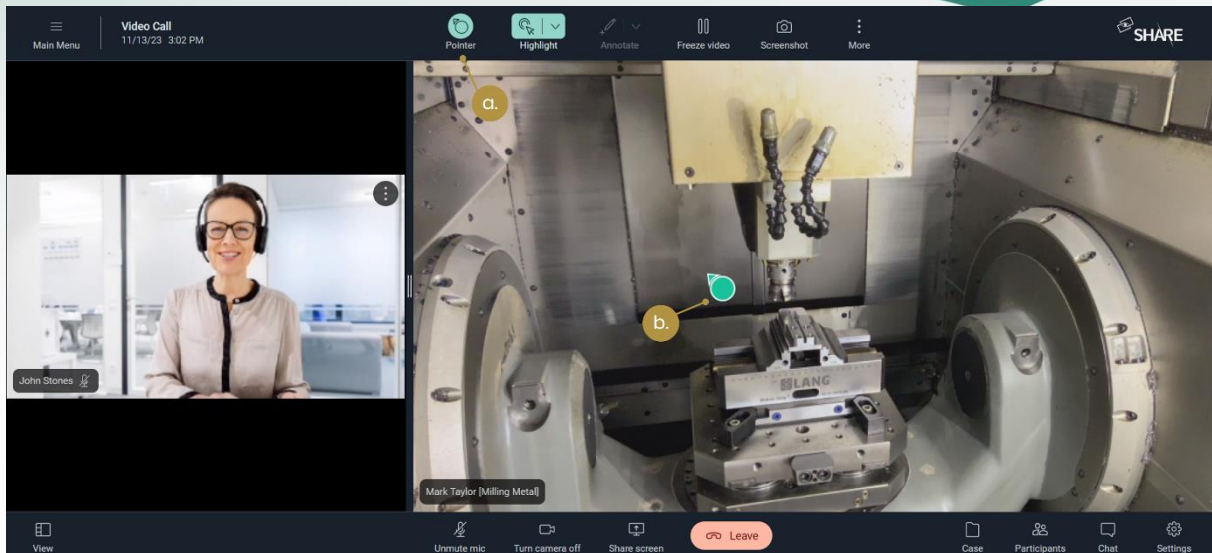 Main Menu
Video Call
11/13/23 3:02 PM
Pointer
Highlight
Annotate
Freeze video
Screenshot
More
SHARE
a.
b.
LANG
John Stones
Mark Taylor [Milling Metal]
View
Unmute mic
Turn camera off
Share screen
Leave
Case
Participants
Chat
Settings